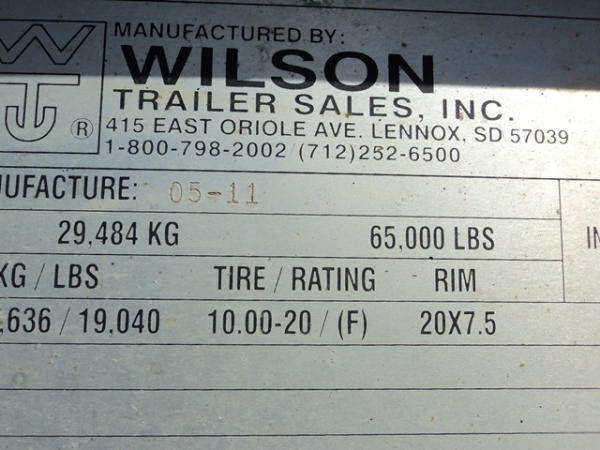 MANUFACTURED BY:
WILSON
TRAILER SALES, INC.
415 EAST ORIOLE AVE. LENNOX, SD 57039
1-800-798-2002 (712)252-6500
®
NUFACTURE: 05-11
29,484 KG 65,000 LBS IN
KG / LBS TIRE / RATING RIM
,636 / 19,040 10.00-20 / (F) 20X7.5